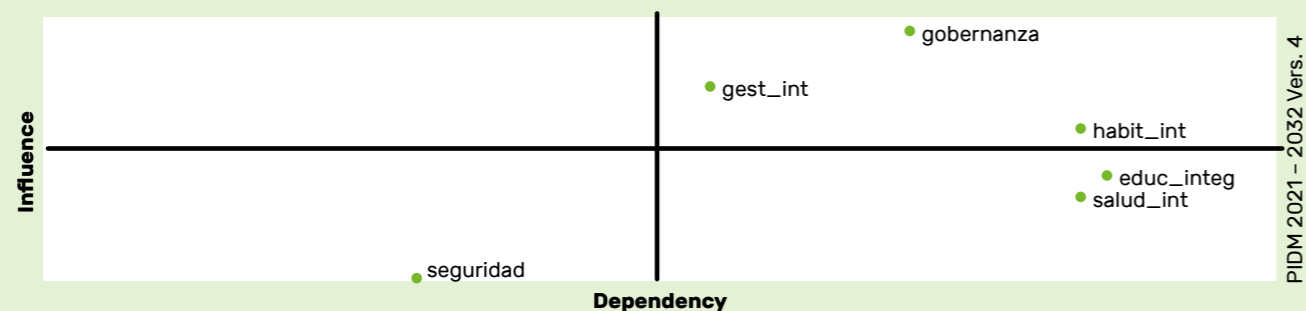 gobernanza
gest_int
habit_int
educ_integ
salud_int
seguridad
Influence
Dependency
PIDM 2021 – 2032 Vers. 4